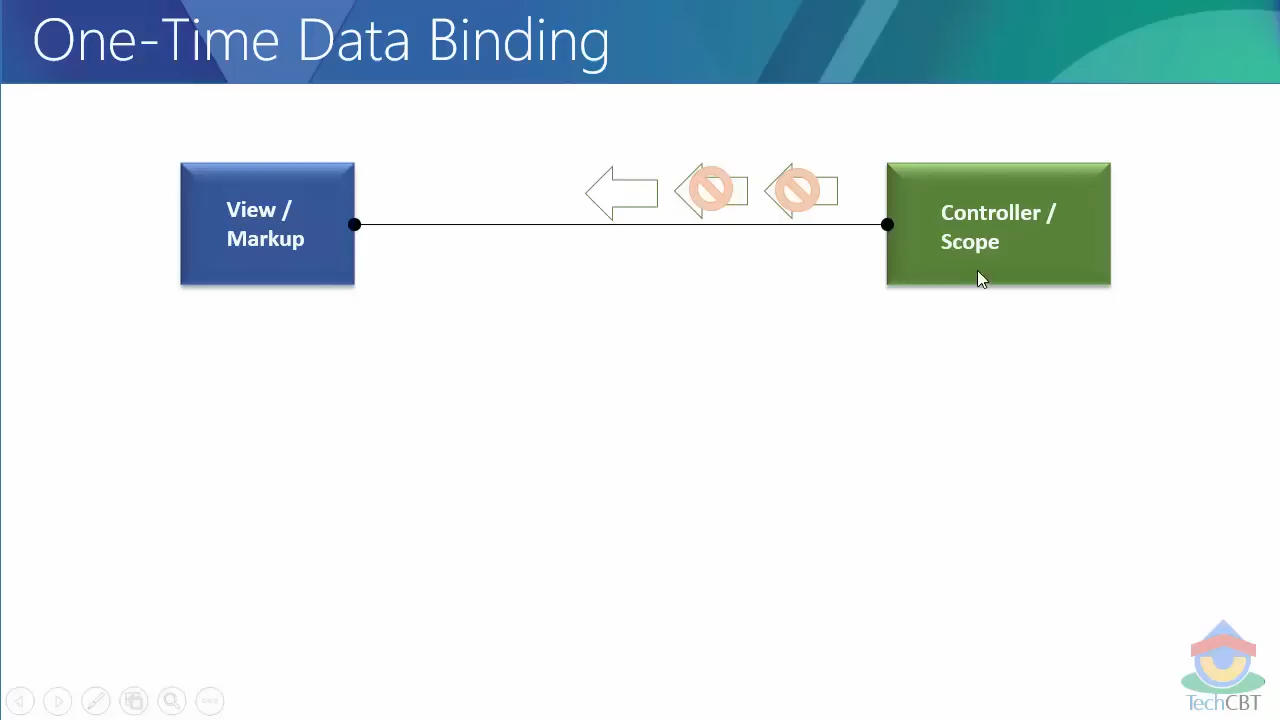 One-Time Data Binding
View /
Markup
Controller /
Scope
TechCBT